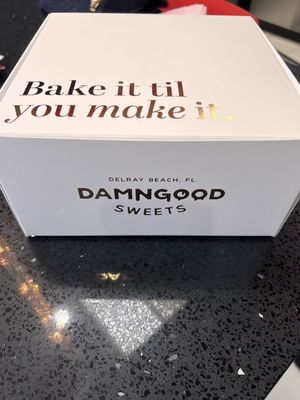 Bake it til
you make it.
DELRAY BEACH, FL
DAMNGOOD
SWEETS